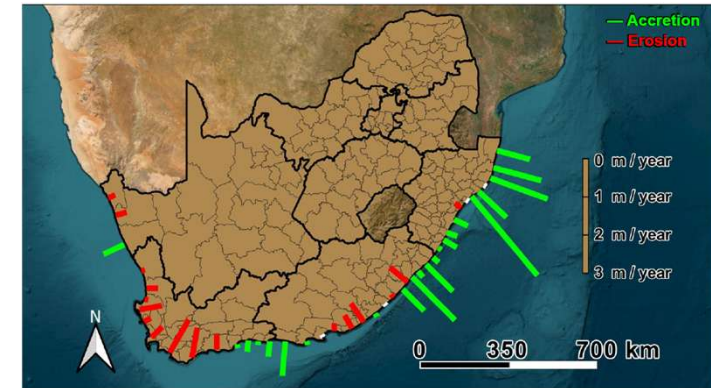 Accretion
Erosion
0 m / year
1 m / year
2 m / year
3 m / year
N
0 350 700 km